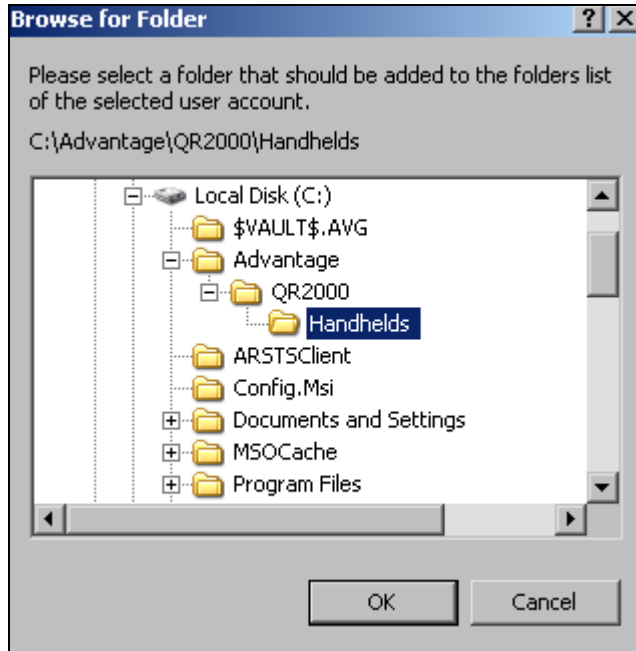 Browse for Folder
Please select a folder that should be added to the folders list
of the selected user account.
C:\Advantage\QR2000\Handhelds
Local Disk (C:)
$VAULT$.AVG
Advantage
QR2000
Handhelds
ARSTSClient
Config.Msi
Documents and Settings
MSOCache
Program Files
OK Cancel